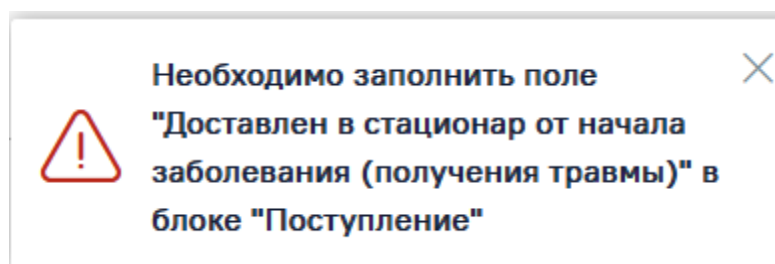 Необходимо заполнить поле
"Доставлен в стационар от начала
заболевания (получения травмы)" в
блоке "Поступление"